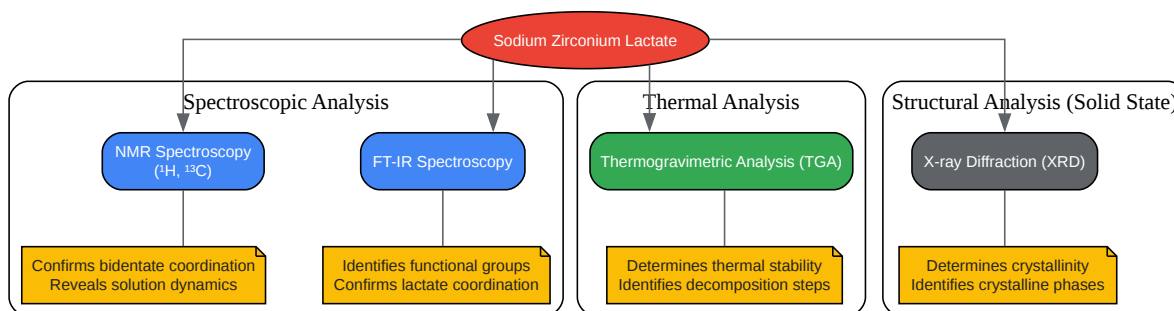 Sodium Zirconium Lactate
Spectroscopic Analysis
Thermal Analysis
Structural Analysis (Solid State)
NMR Spectroscopy
(¹H, ¹³C)
FT-IR Spectroscopy
Thermogravimetric Analysis (TGA)
X-ray Diffraction (XRD)
Confirms bidentate coordination
Reveals solution dynamics
Identifies functional groups
Confirms lactate coordination
Determines thermal stability
Identifies decomposition steps
Determines crystallinity
Identifies crystalline phases